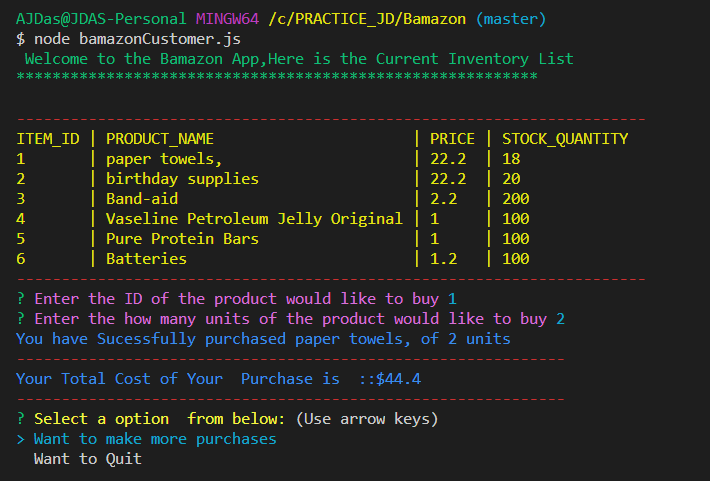 AJDas@JDAS-Personal MINGW64 /c/PRACTICE_JD/Bamazon (master)
$ node bamazonCustomer.js
 Welcome to the Bamazon App,Here is the Current Inventory List
**********************************************************

----------------------------------------------------------------------
ITEM_ID | PRODUCT_NAME                      | PRICE | STOCK_QUANTITY
1       | paper towels,                     | 22.2  | 18
2       | birthday supplies                 | 22.2  | 20
3       | Band-aid                          | 2.2   | 200
4       | Vaseline Petroleum Jelly Original | 1     | 100
5       | Pure Protein Bars                 | 1     | 100
6       | Batteries                         | 1.2   | 100
----------------------------------------------------------------------
? Enter the ID of the product would like to buy 1
? Enter the how many units of the product would like to buy 2
You have Sucessfully purchased paper towels, of 2 units
-------------------------------------------------------------
Your Total Cost of Your  Purchase is  ::$44.4
-------------------------------------------------------------
? Select a option  from below: (Use arrow keys)
> Want to make more purchases
  Want to Quit